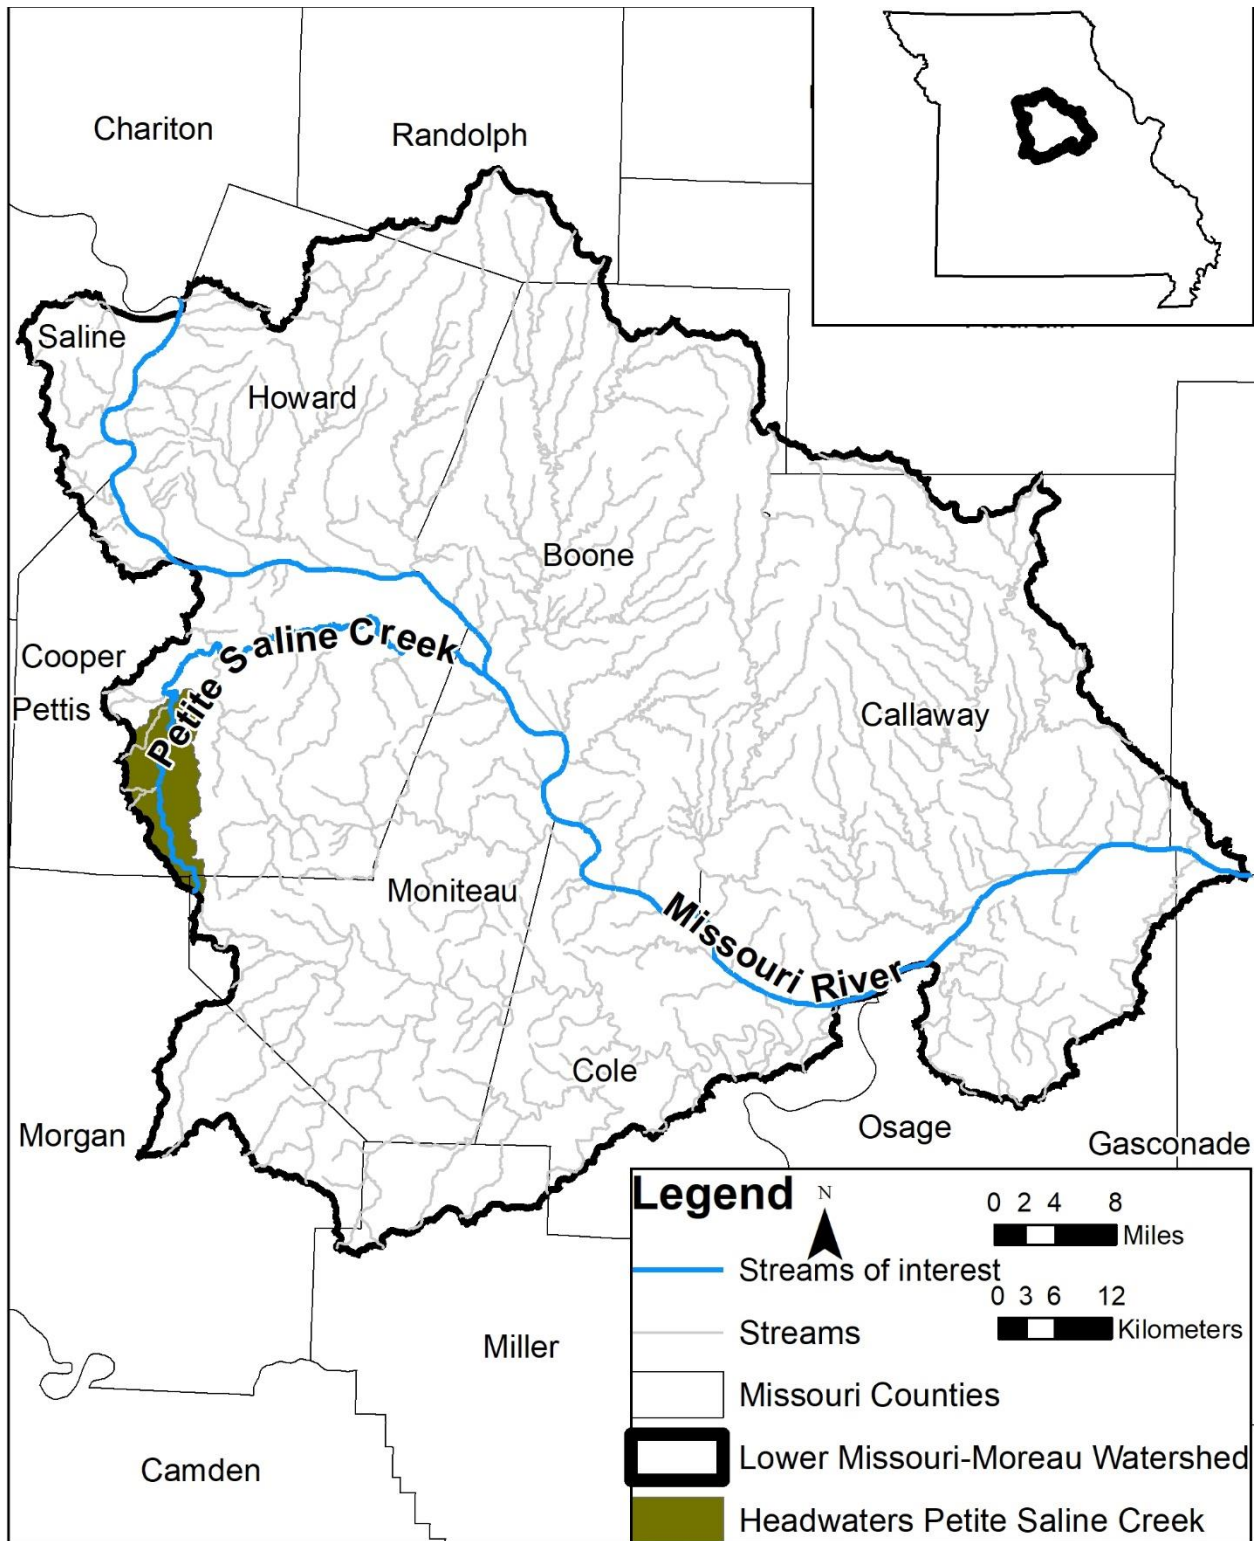 Chariton
Randolph
Saline
Howard
Boone
Cooper
Pettis
Petite Saline Creek
Callaway
Moniteau
Missouri River
Cole
Morgan
Osage
Gasconade
Miller
Camden
Legend
N
0 2 4 8
Miles
0 3 6 12
Kilometers
Streams of interest
Streams
Missouri Counties
Lower Missouri-Moreau Watershed
Headwaters Petite Saline Creek